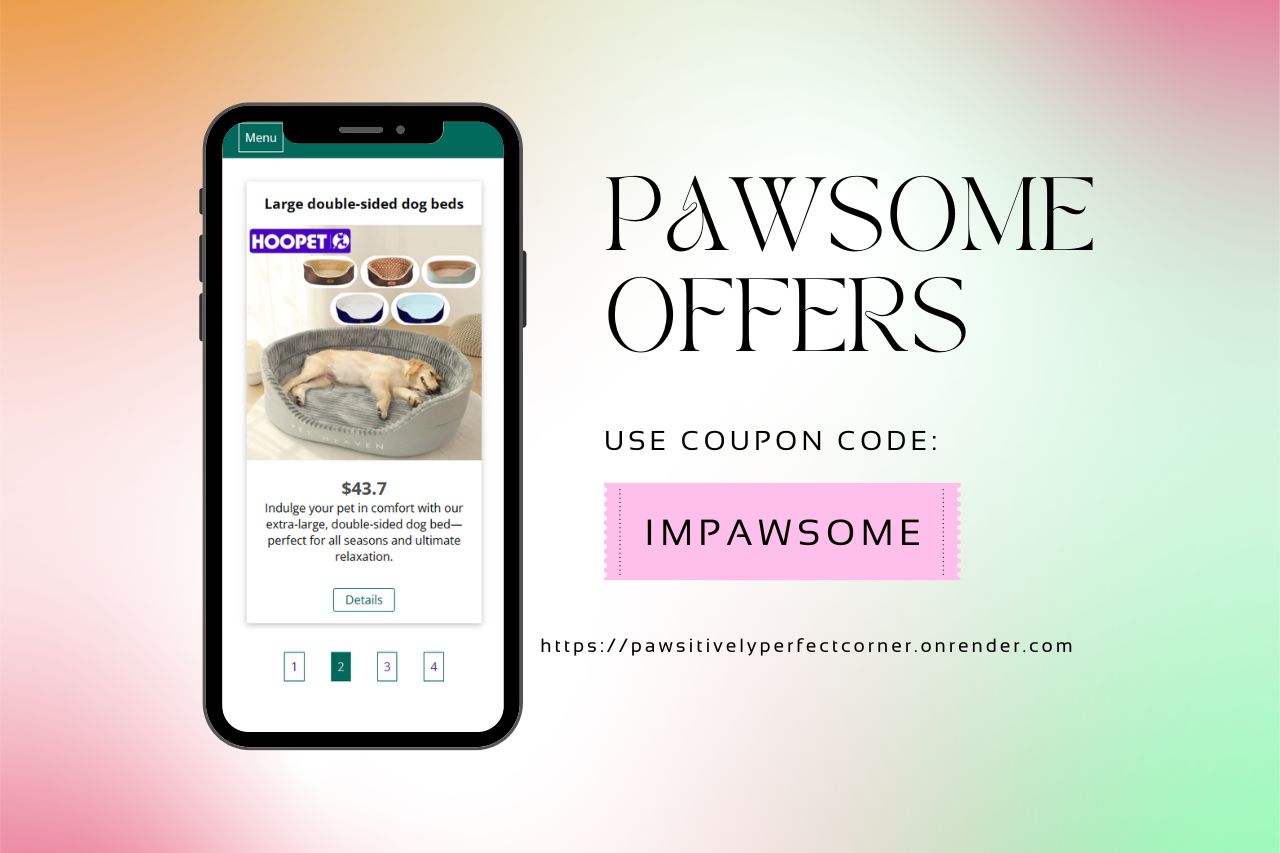 Menu
Large double-sided dog beds
HOOPET
PET HEAVEN
$43.7
Indulge your pet in comfort with our
extra-large, double-sided dog bed—
perfect for all seasons and ultimate
relaxation.
Details
1 2 3 4
PAWSOME
OFFERS
USE COUPON CODE:
IMPAWSOME
https://pawsitivelyperfectcorner.onrender.com